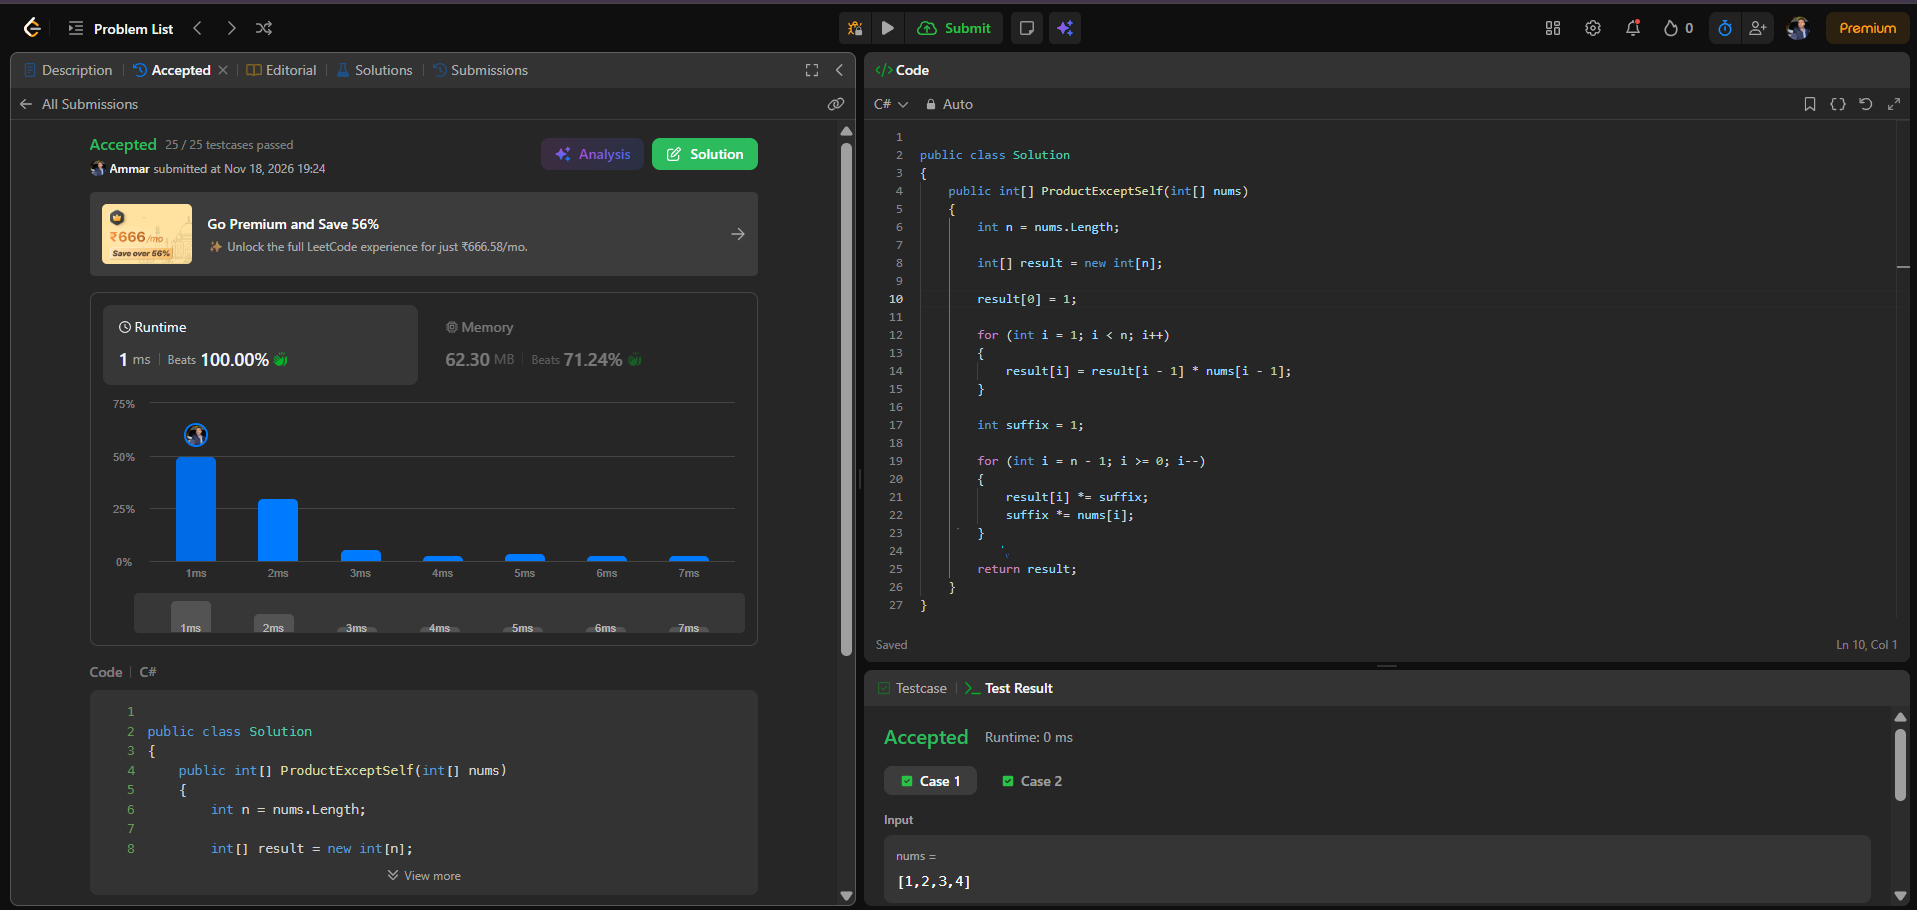 Problem List
Submit
0
Premium
Description
Accepted
Editorial
Solutions
Submissions
All Submissions
Accepted 25 / 25 testcases passed
Ammar submitted at Nov 18, 2026 19:24
Analysis
Solution
₹666 /mo
Save over 56%
Go Premium and Save 56%
✨ Unlock the full LeetCode experience for just ₹666.58/mo.
Runtime
1 ms | Beats 100.00%
Memory
62.30 MB | Beats 71.24%
75%
50%
25%
0%
1ms 2ms 3ms 4ms 5ms 6ms 7ms
1ms 2ms 3ms 4ms 5ms 6ms 7ms
Code | C#
1
2 public class Solution
3 {
4     public int[] ProductExceptSelf(int[] nums)
5     {
6         int n = nums.Length;
7
8         int[] result = new int[n];
View more
</> Code
C#
Auto
1
2 public class Solution
3 {
4     public int[] ProductExceptSelf(int[] nums)
5     {
6         int n = nums.Length;
7
8         int[] result = new int[n];
9
10         result[0] = 1;
11
12         for (int i = 1; i < n; i++)
13         {
14             result[i] = result[i - 1] * nums[i - 1];
15         }
16
17         int suffix = 1;
18
19         for (int i = n - 1; i >= 0; i--)
20         {
21             result[i] *= suffix;
22             suffix *= nums[i];
23         }
24
25         return result;
26     }
27 }
Saved
Ln 10, Col 1
Testcase
Test Result
Accepted Runtime: 0 ms
Case 1
Case 2
Input
nums =
[1,2,3,4]